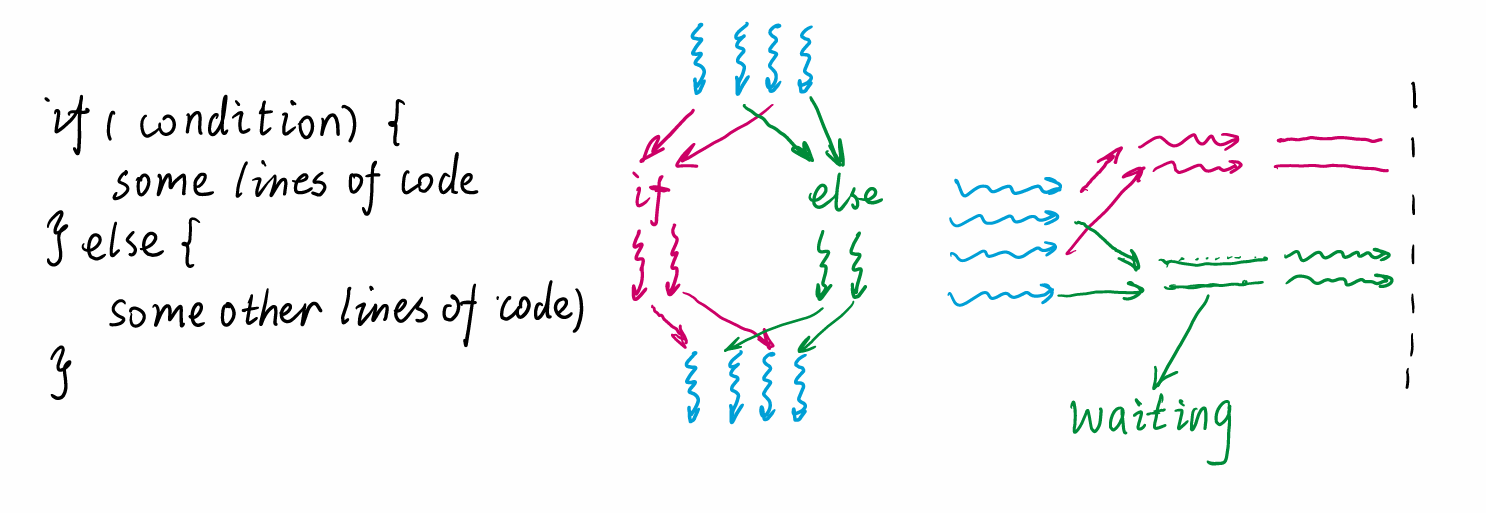 if ( condition) {
some lines of code
} else {
some other lines of code)
}
if
else
waiting